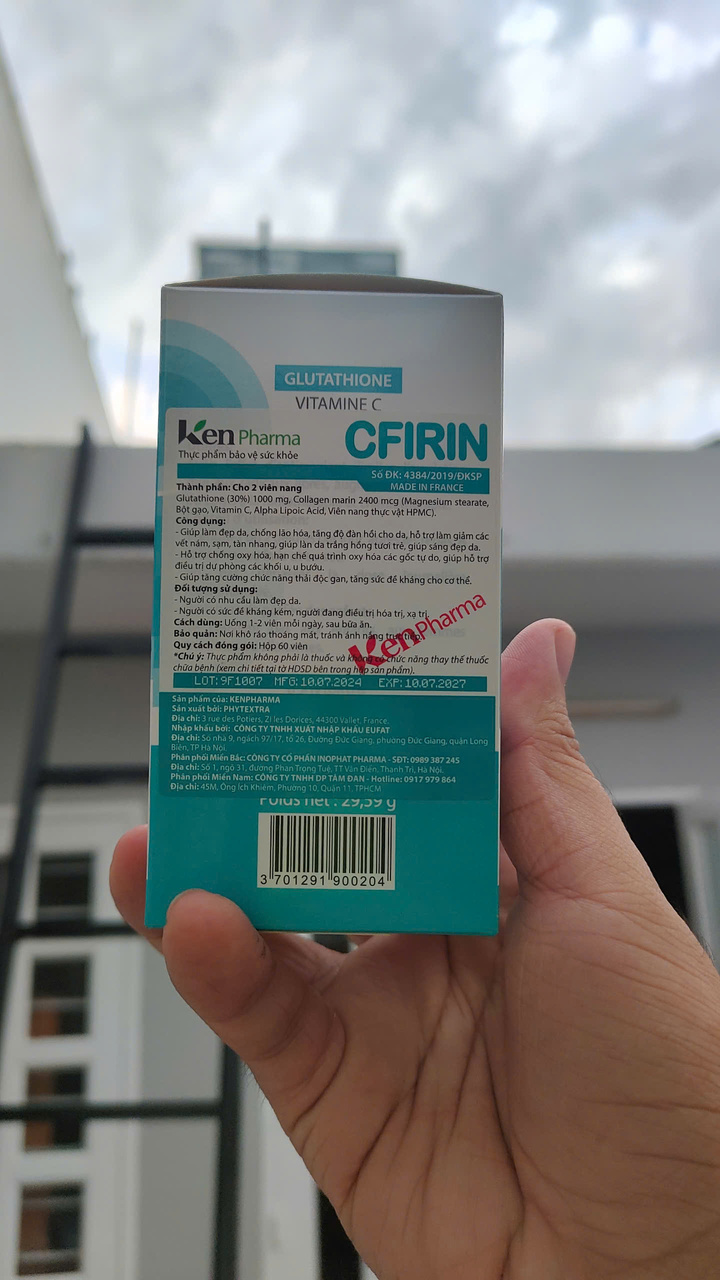 GLUTATHIONE
VITAMINE C
Ken Pharma
Thực phẩm bảo vệ sức khỏe
CFIRIN
Số ĐK: 4384/2019/ĐKSP
MADE IN FRANCE
Thành phần: Cho 2 viên nang
Glutathione (30%) 1000 mg, Collagen marin 2400 mcg (Magnesium stearate,
Bột gạo, Vitamin C, Alpha Lipoic Acid, Viên nang thực vật HPMC).
Công dụng:
- Giúp làm đẹp da, chống lão hóa, tăng độ đàn hồi cho da, hỗ trợ làm giảm các
vết nám, sạm, tàn nhang, giúp làn da trắng hồng tươi trẻ, giúp sáng đẹp da.
- Hỗ trợ chống oxy hóa, hạn chế quá trình oxy hóa các gốc tự do, giúp hỗ trợ
điều trị dự phòng các khối u, u bướu.
- Giúp tăng cường chức năng thải độc gan, tăng sức đề kháng cho cơ thể.
Đối tượng sử dụng:
- Người có nhu cầu làm đẹp da.
- Người có sức đề kháng kém, người đang điều trị hóa trị, xạ trị.
Cách dùng: Uống 1-2 viên mỗi ngày, sau bữa ăn.
Bảo quản: Nơi khô ráo thoáng mát, tránh ánh nắng trực tiếp.
Quy cách đóng gói: Hộp 60 viên
KenPharma
*Chú ý: Thực phẩm không phải là thuốc và không có chức năng thay thế thuốc
chữa bệnh (xem chi tiết tại tờ HDSD bên trong hộp sản phẩm).
LOT: 9F1007 MFG: 10.07.2024 EXP: 10.07.2027
Sản phẩm của: KENPHARMA
Sản xuất bởi: PHYTEXTRA
Địa chỉ: 3 rue des Potiers, ZI les Dorices, 44300 Vallet, France.
Nhập khẩu bởi: CÔNG TY TNHH XUẤT NHẬP KHẨU EUFAT
Địa chỉ: Số nhà 9, ngách 97/17, tổ 26, Đường Đức Giang, phường Đức Giang, quận Long
Biên, TP Hà Nội.
Phân phối Miền Bắc: CÔNG TY CỔ PHẦN INOPHAT PHARMA - SĐT: 0989 387 245
Địa chỉ: Số 1, ngõ 31, đường Phan Trọng Tuệ, TT Văn Điển, Thanh Trì, Hà Nội.
Phân phối Miền Nam: CÔNG TY TNHH DP TÂM ĐAN - Hotline: 0917 979 864
Địa chỉ: 45M, Ông Ích Khiêm, Phường 10, Quận 11, TPHCM
Poids net : 29,59 g
3 701291 900204